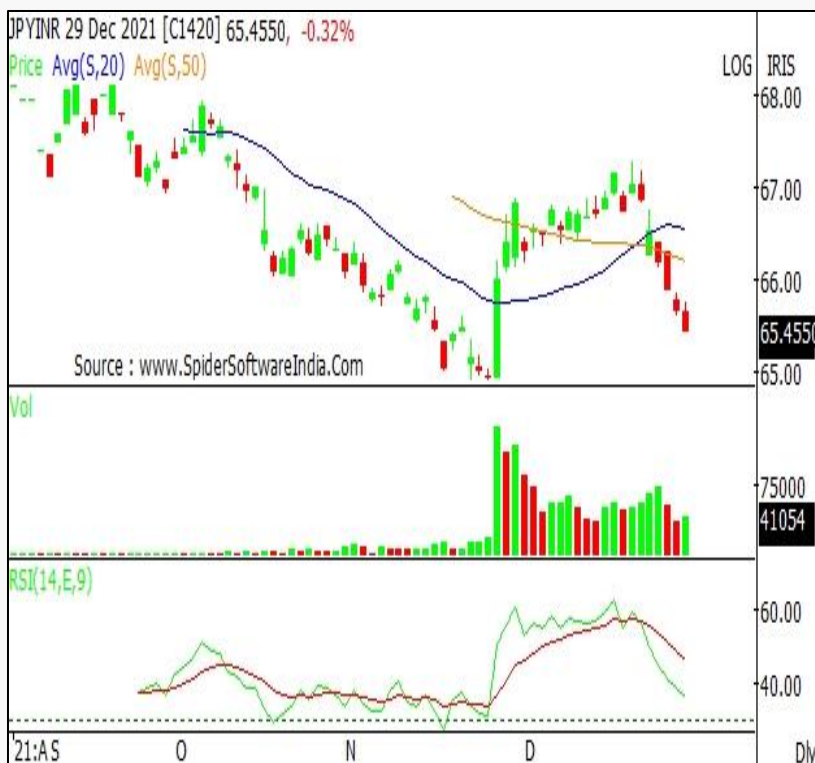 JPYINR 29 Dec 2021 [C1420] 65.4550, -0.32%
Price Avg(S,20) Avg(S,50) LOG IRIS
68.00
67.00
66.00
65.4550
65.00
Source : www.SpiderSoftwareIndia.Com
Vol
75000
41054
RSI(14,E,9)
60.00
40.00
21:AS O N D Dly